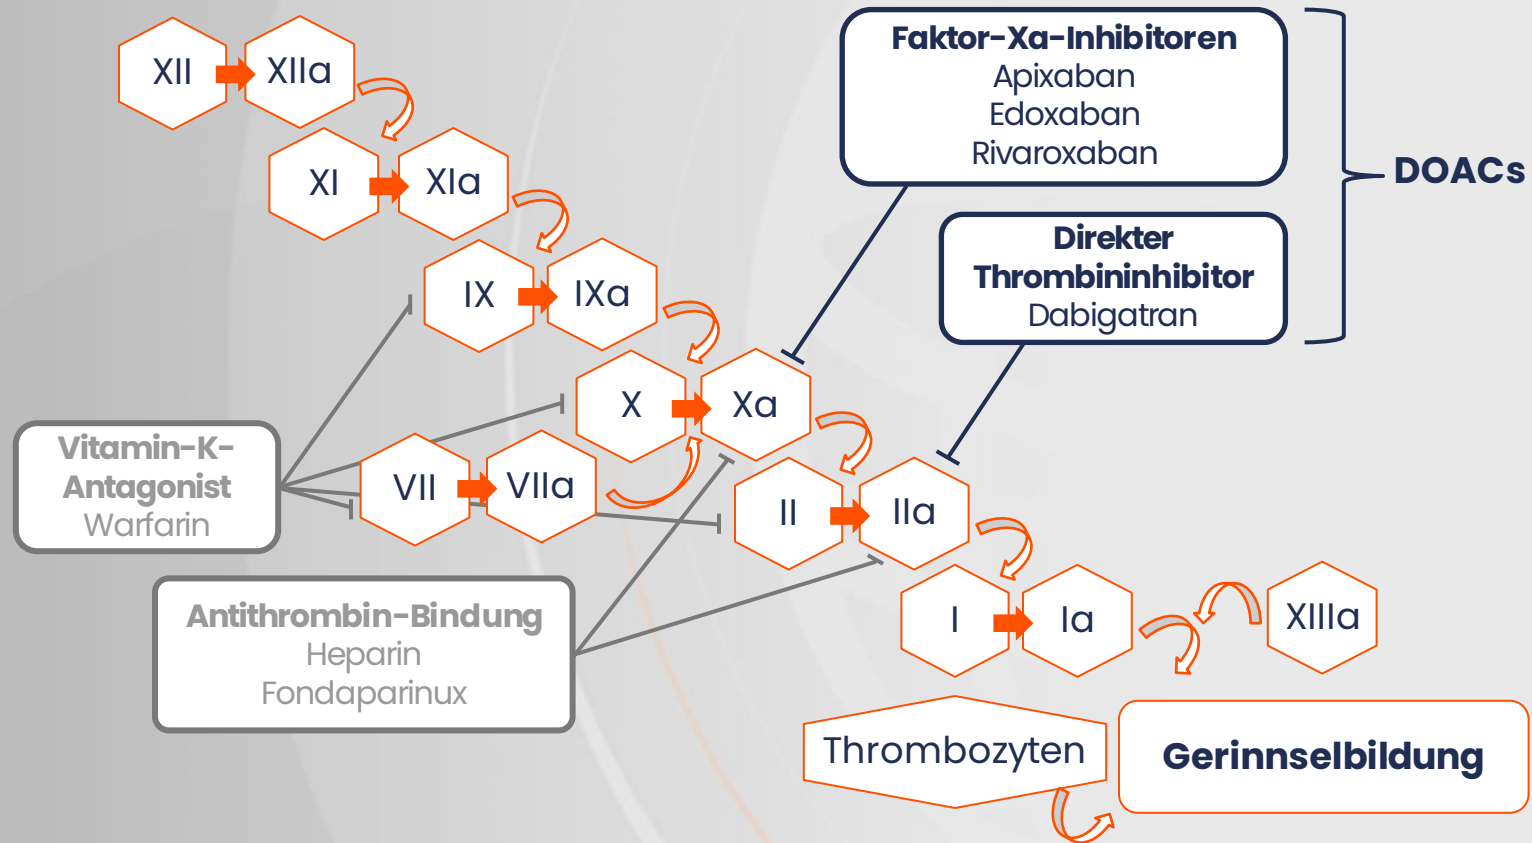 XII
XIIa
XI
XIa
IX
IXa
X
Xa
VII
VIIa
II
IIa
I
Ia
XIIIa
Faktor-Xa-Inhibitoren
Apixaban
Edoxaban
Rivaroxaban
Direkter
Thrombininhibitor
Dabigatran
DOACs
Vitamin-K-
Antagonist
Warfarin
Antithrombin-Bindung
Heparin
Fondaparinux
Thrombozyten
Gerinnselbildung